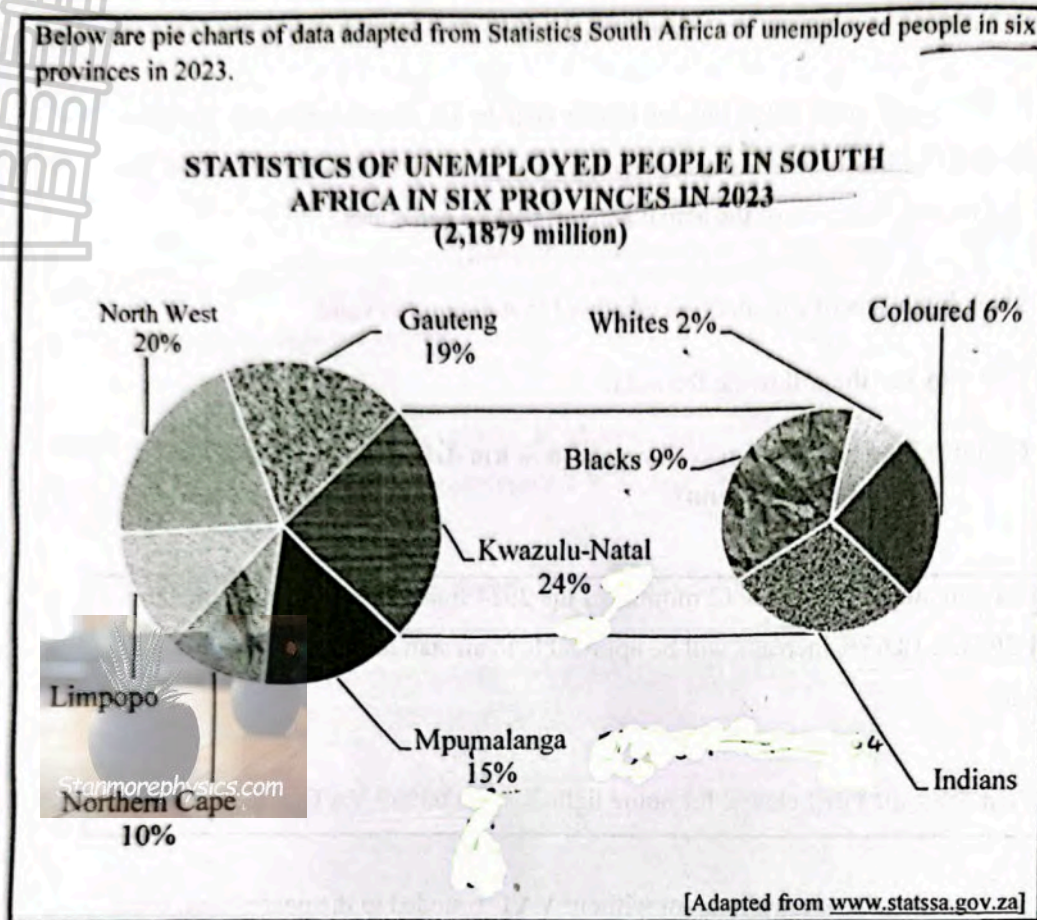 Below are pie charts of data adapted from Statistics South Africa of unemployed people in six
provinces in 2023.
STATISTICS OF UNEMPLOYED PEOPLE IN SOUTH
AFRICA IN SIX PROVINCES IN 2023
(2,1879 million)
North West
20%
Gauteng
19%
Whites 2%
Coloured 6%
Blacks 9%
Kwazulu-Natal
24%
Limpopo
Mpumalanga
15%
Indians
Stanmorephysics.com
Northern Cape
10%
[Adapted from www.statssa.gov.za]